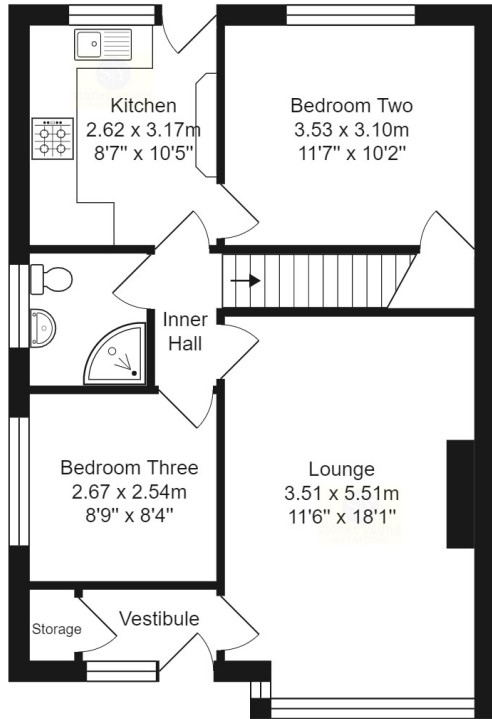 Kitchen
2.62 x 3.17m
8'7" x 10'5"
Bedroom Two
3.53 x 3.10m
11'7" x 10'2"
Inner
Hall
Bedroom Three
2.67 x 2.54m
8'9" x 8'4"
Lounge
3.51 x 5.51m
11'6" x 18'1"
Storage
Vestibule